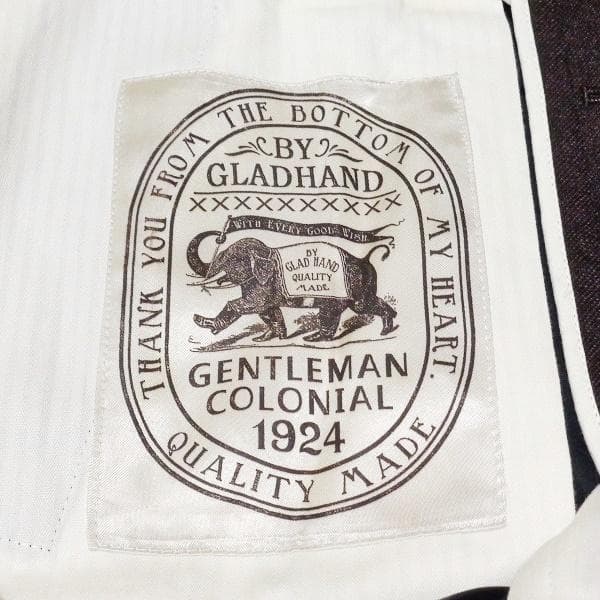 THANK YOU FROM THE BOTTOM OF MY HEART.
BY
GLADHAND
XXXXXXXXXX
WITH EVERY GOOD WISH
BY
GLAD HAND
QUALITY
MADE
GENTLEMAN
COLONIAL
1924
QUALITY MADE